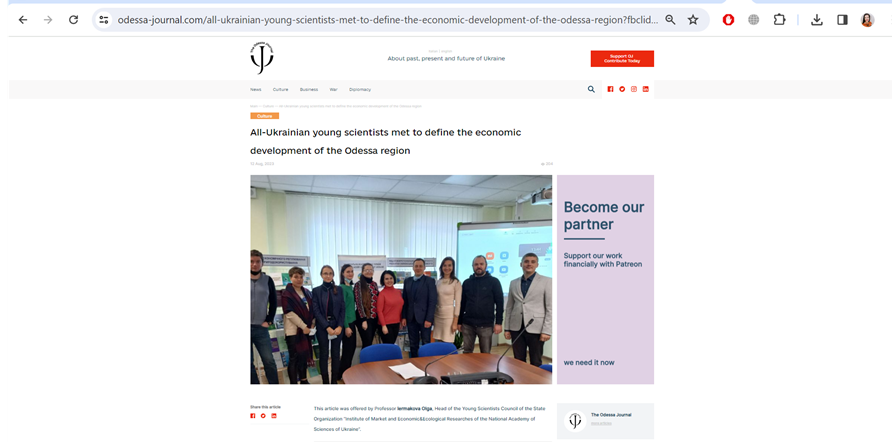 odessa-journal.com/all-ukrainian-young-scientists-met-to-define-the-economic-development-of-the-odessa-region?fbclid...
About past, present and future of Ukraine
Support OJ
Contribute Today
News Culture Business War Diplomacy
Culture
All-Ukrainian young scientists met to define the economic
development of the Odessa region
Become our
partner
Support our work
financially with Patreon
we need it now
Share this article
This article was offered by Professor Iermakova Olga, Head of the Young Scientists Council of the State
Organization "Institute of Market and Economic&Ecological Researches of the National Academy of
Sciences of Ukraine".
The Odessa Journal